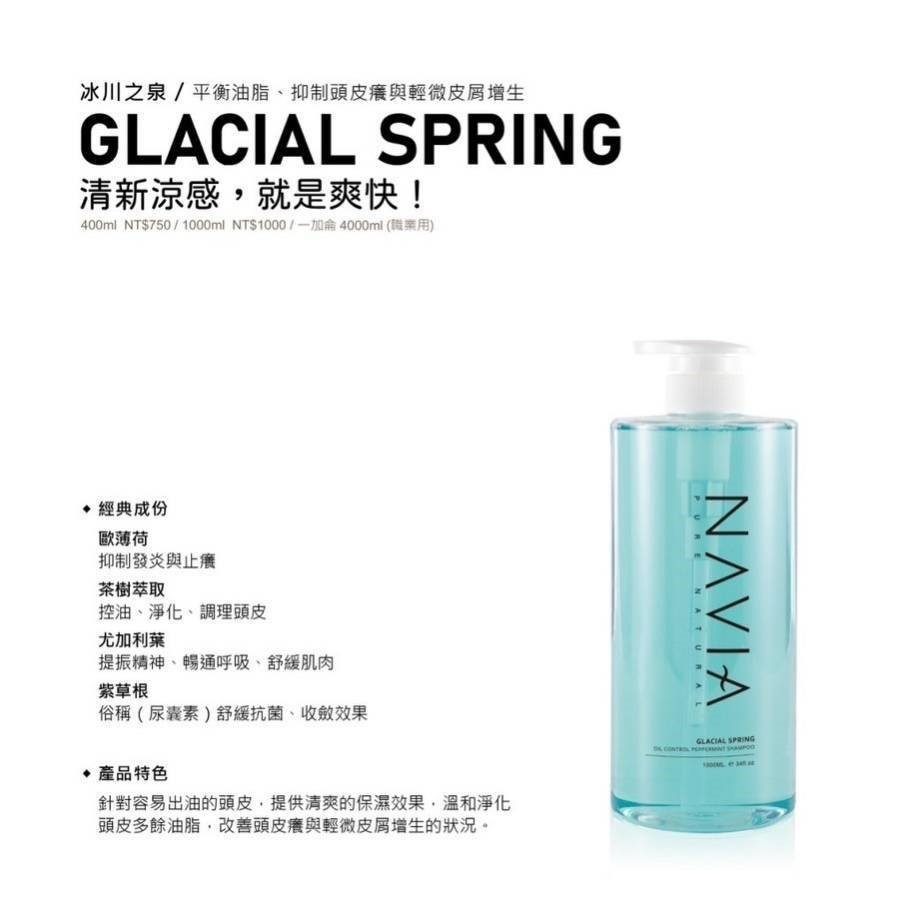 冰川之泉 / 平衡油脂、抑制頭皮癢與輕微皮屑增生
GLACIAL SPRING
清新涼感，就是爽快！
400ml NT$750 / 1000ml NT$1000 / 一加侖 4000ml (職業用)
◆ 經典成份
歐薄荷
抑制發炎與止癢
茶樹萃取
控油、淨化、調理頭皮
尤加利葉
提振精神、暢通呼吸、舒緩肌肉
紫草根
俗稱 ( 尿囊素 ) 舒緩抗菌、收斂效果
◆ 產品特色
針對容易出油的頭皮，提供清爽的保濕效果，溫和淨化
頭皮多餘油脂，改善頭皮癢與輕微皮屑增生的狀況。
NAVIA
PURE NATURAL
GLACIAL SPRING
OIL CONTROL PEPPERMINT SHAMPOO
1000ML. ℮ 34fl oz